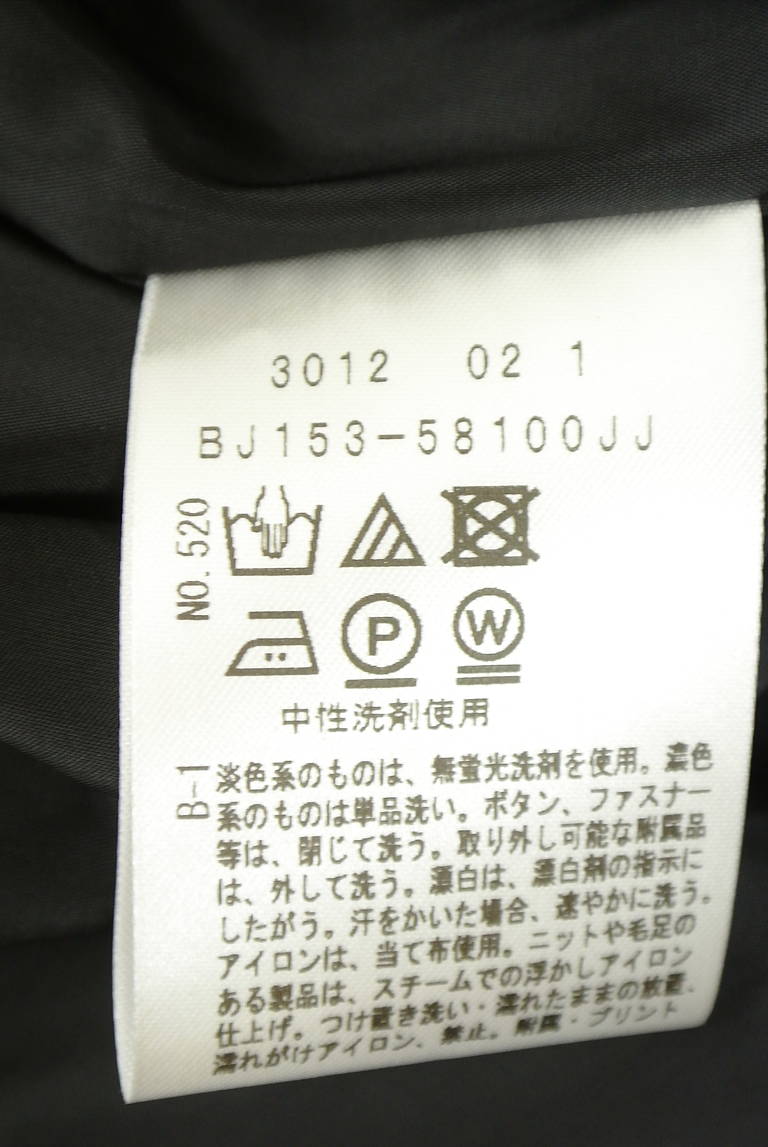 3012 02 1
BJ153-58100JJ
NO.520
P
W
中性洗剤使用
B-1
淡色系のものは、無蛍光洗剤を使用。濃色
系のものは単品洗い。ボタン、ファスナー
等は、閉じて洗う。取り外し可能な附属品
は、外して洗う。漂白は、漂白剤の指示に
したがう。汗をかいた場合、速やかに洗う。
アイロンは、当て布使用。ニットや毛足の
ある製品は、スチームでの浮かしアイロン
仕上げ。つけ置き洗い・濡れたままの放置、
濡れがけアイロン、禁止。附属・プリント